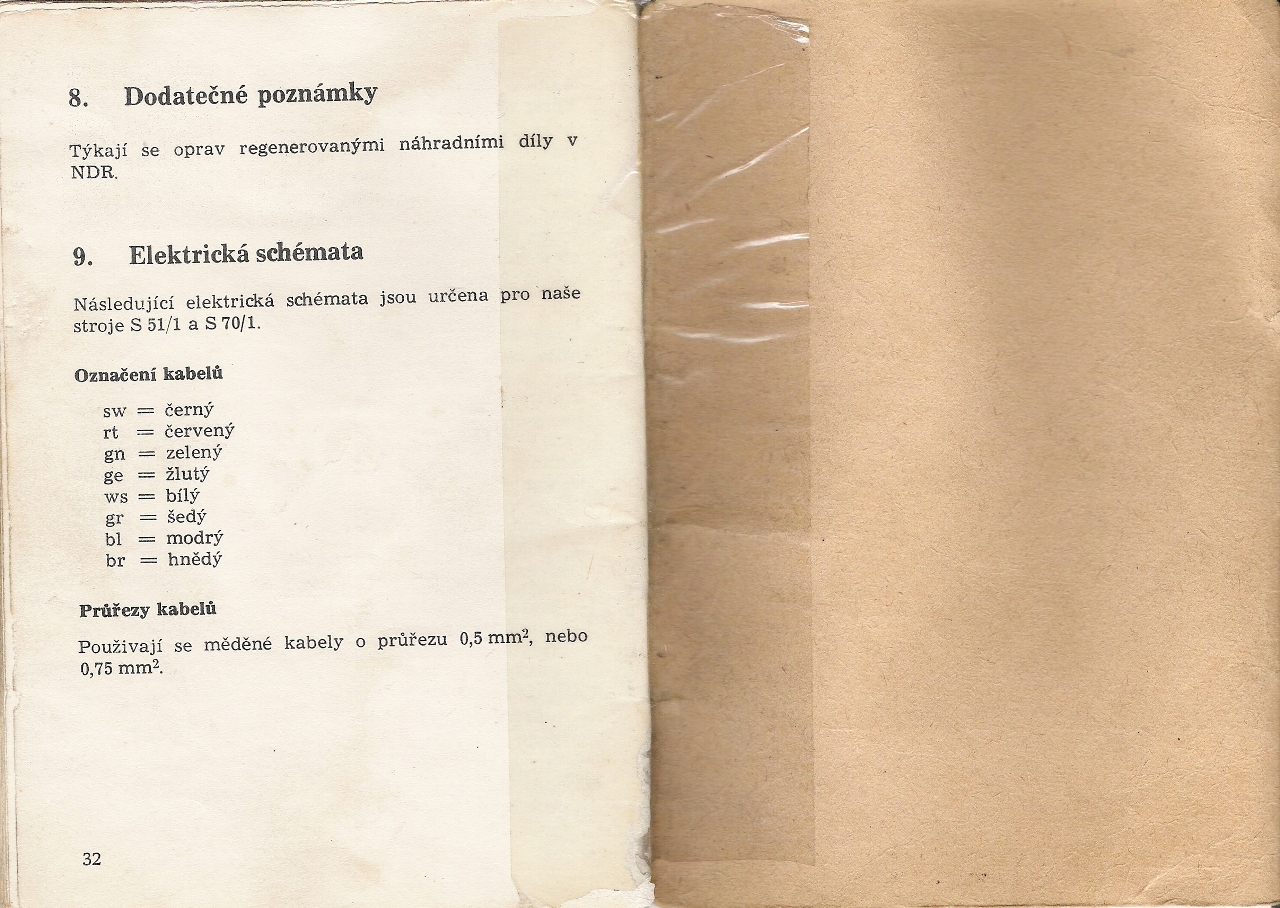 8. Dodatečné poznámky
Týkají se oprav regenerovanými náhradními díly v
NDR.
9. Elektrická schémata
Následující elektrická schémata jsou určena pro naše
stroje S 51/1 a S 70/1.
Označení kabelů
sw = černý
rt = červený
gn = zelený
ge = žlutý
ws = bílý
gr = šedý
bl = modrý
br = hnědý
Průřezy kabelů
Použivají se měděné kabely o průřezu 0,5 mm², nebo
0,75 mm².
32